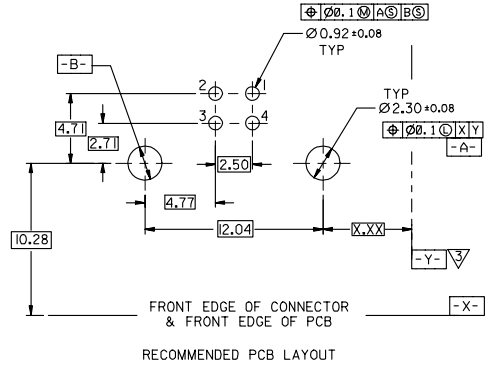 ⌖ Ø0.1 Ⓜ A Ⓢ B Ⓢ
Ø0.92 ±0.08
TYP
-B-
2
1
3
4
TYP
Ø2.30 ±0.08
⌖ Ø0.1 Ⓛ X Y
-A-
4.71
2.71
2.50
4.77
12.04
X.XX
10.28
-Y-
3
FRONT EDGE OF CONNECTOR
& FRONT EDGE OF PCB
-X-
RECOMMENDED PCB LAYOUT